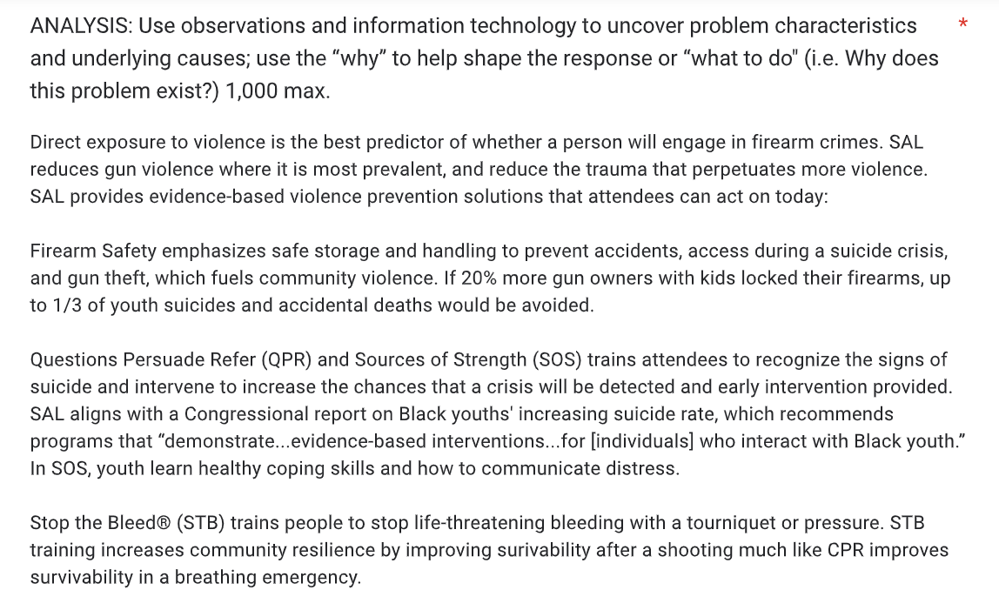 ANALYSIS: Use observations and information technology to uncover problem characteristics *
and underlying causes; use the “why” to help shape the response or “what to do" (i.e. Why does
this problem exist?) 1,000 max.
Direct exposure to violence is the best predictor of whether a person will engage in firearm crimes. SAL
reduces gun violence where it is most prevalent, and reduce the trauma that perpetuates more violence.
SAL provides evidence-based violence prevention solutions that attendees can act on today:
Firearm Safety emphasizes safe storage and handling to prevent accidents, access during a suicide crisis,
and gun theft, which fuels community violence. If 20% more gun owners with kids locked their firearms, up
to 1/3 of youth suicides and accidental deaths would be avoided.
Questions Persuade Refer (QPR) and Sources of Strength (SOS) trains attendees to recognize the signs of
suicide and intervene to increase the chances that a crisis will be detected and early intervention provided.
SAL aligns with a Congressional report on Black youths' increasing suicide rate, which recommends
programs that “demonstrate...evidence-based interventions...for [individuals] who interact with Black youth.”
In SOS, youth learn healthy coping skills and how to communicate distress.
Stop the Bleed® (STB) trains people to stop life-threatening bleeding with a tourniquet or pressure. STB
training increases community resilience by improving surivability after a shooting much like CPR improves
survivability in a breathing emergency.